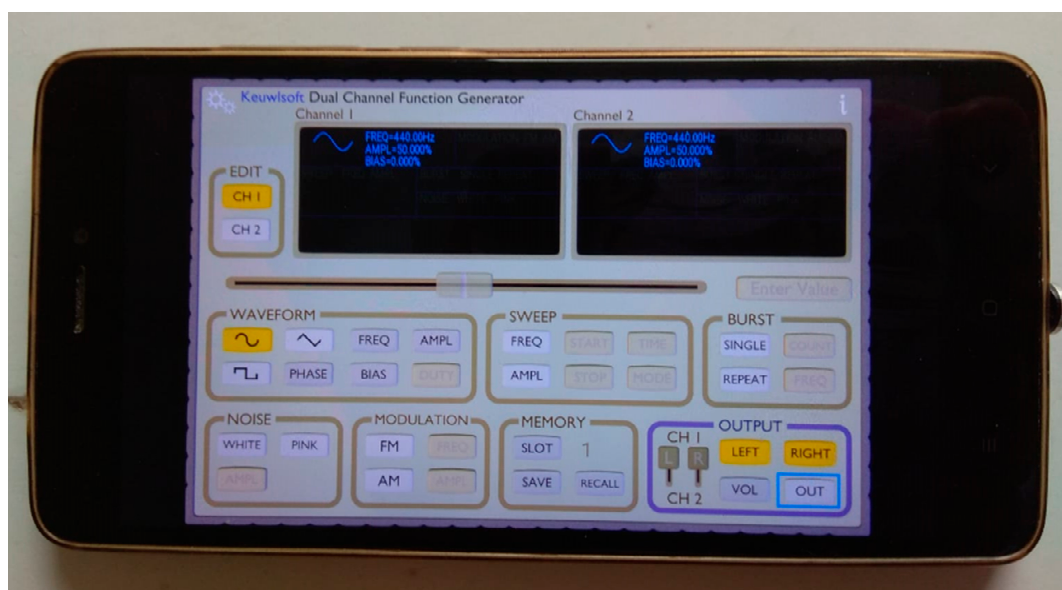 Keuwlsoft Dual Channel Function Generator
i
Channel 1
Channel 2
FREQ=440.00Hz
AMPL=50.000%
BIAS=0.000%
FREQ=440.00Hz
AMPL=50.000%
BIAS=0.000%
EDIT
CH 1
CH 2
Enter Value
WAVEFORM
FREQ AMPL
PHASE BIAS DUTY
SWEEP
FREQ START TIME
AMPL STOP MODE
BURST
SINGLE COUNT
REPEAT FREQ
NOISE
WHITE PINK
AMPL
MODULATION
FM FREQ
AM AMPL
MEMORY
SLOT 1
SAVE RECALL
OUTPUT
CH 1
L R
CH 2
LEFT RIGHT
VOL OUT